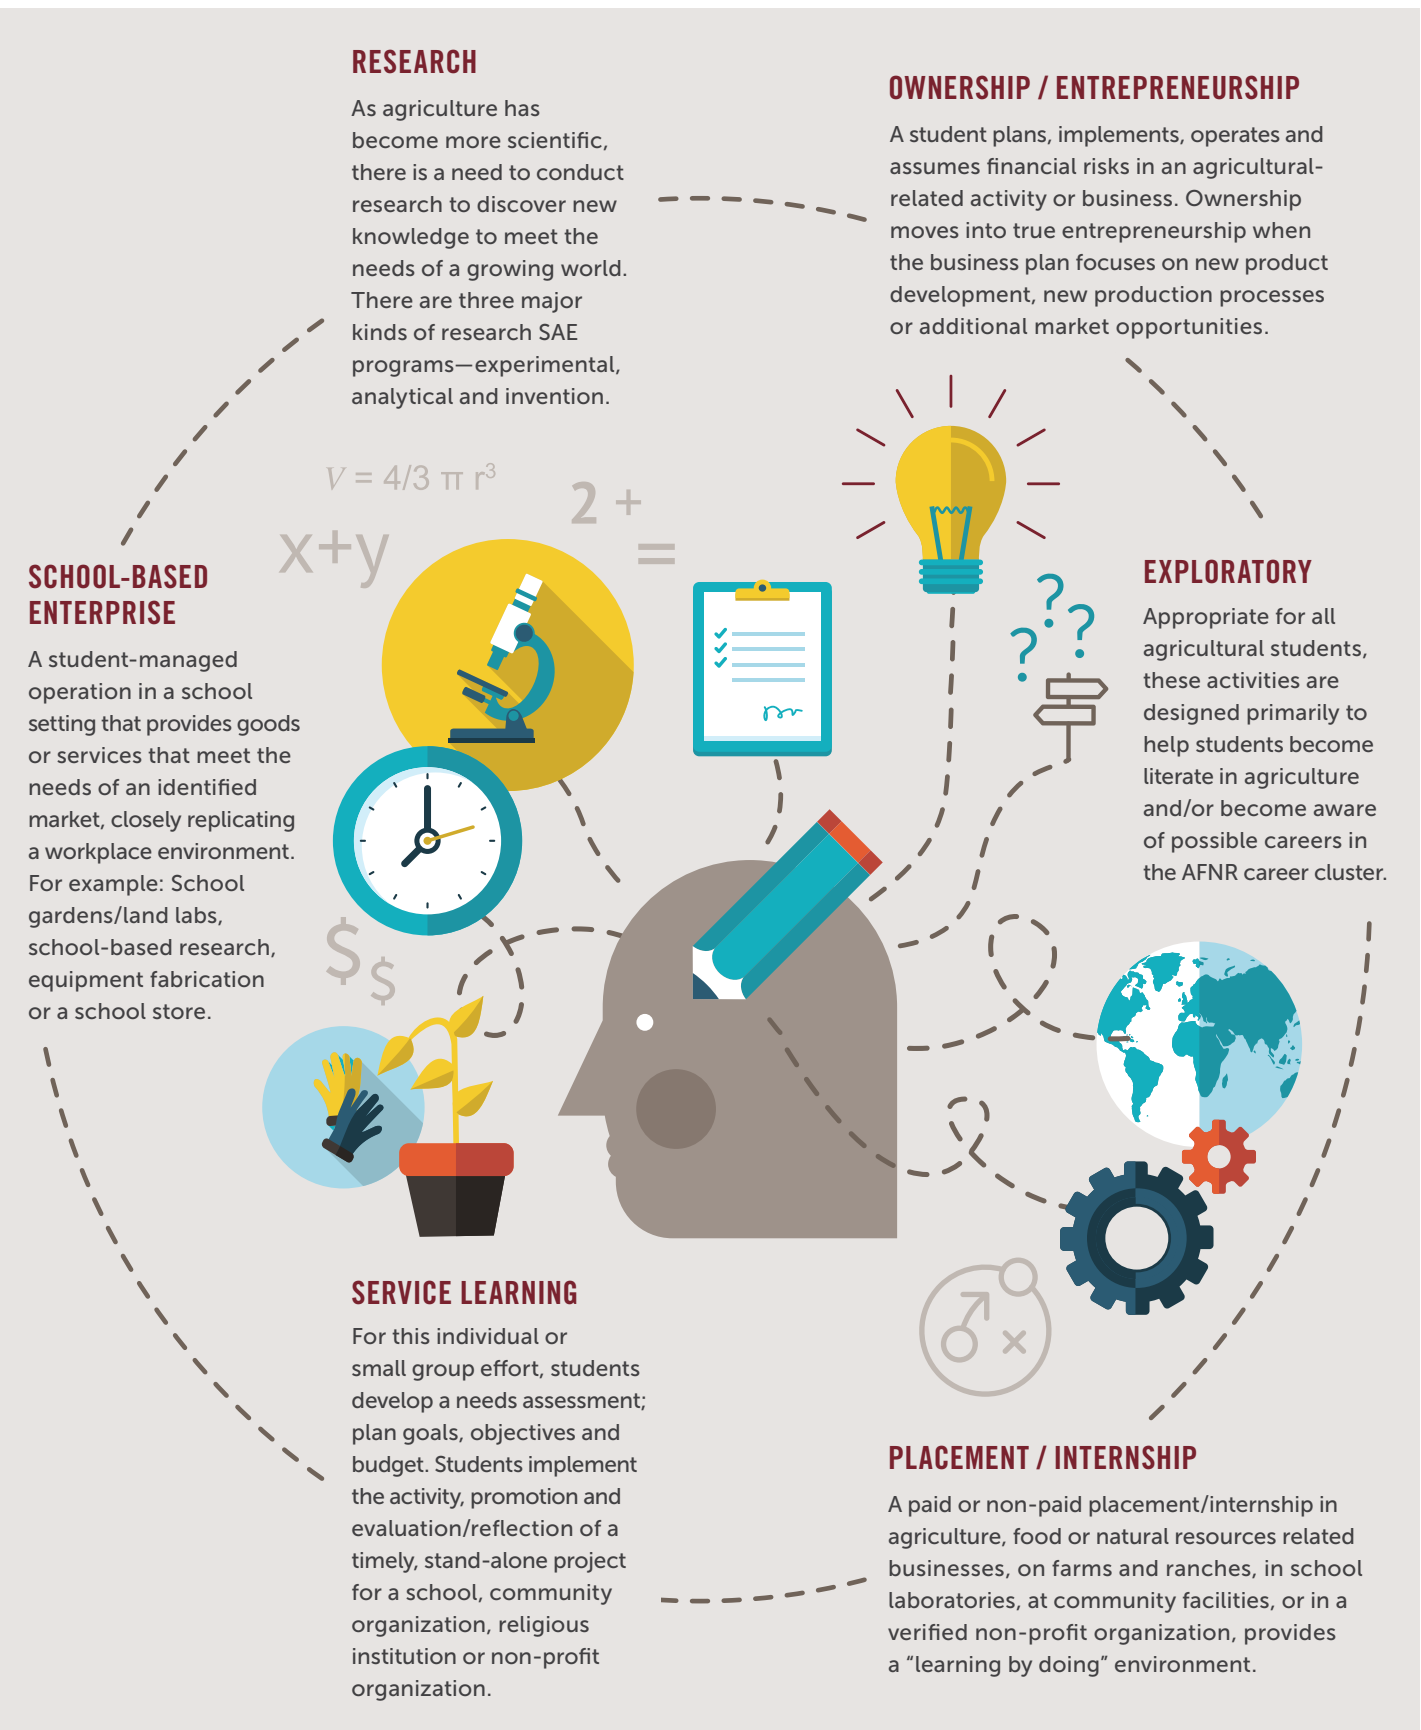 RESEARCH
As agriculture has
become more scientific,
there is a need to conduct
research to discover new
knowledge to meet the
needs of a growing world.
There are three major
kinds of research SAE
programs—experimental,
analytical and invention.
OWNERSHIP / ENTREPRENEURSHIP
A student plans, implements, operates and
assumes financial risks in an agricultural-
related activity or business. Ownership
moves into true entrepreneurship when
the business plan focuses on new product
development, new production processes
or additional market opportunities.
V = 4/3 π r³
2 +
=
x+y
SCHOOL-BASED
ENTERPRISE
A student-managed
operation in a school
setting that provides goods
or services that meet the
needs of an identified
market, closely replicating
a workplace environment.
For example: School
gardens/land labs,
school-based research,
equipment fabrication
or a school store.
? ? ?
EXPLORATORY
Appropriate for all
agricultural students,
these activities are
designed primarily to
help students become
literate in agriculture
and/or become aware
of possible careers in
the AFNR career cluster.
$ $
SERVICE LEARNING
For this individual or
small group effort, students
develop a needs assessment;
plan goals, objectives and
budget. Students implement
the activity, promotion and
evaluation/reflection of a
timely, stand-alone project
for a school, community
organization, religious
institution or non-profit
organization.
PLACEMENT / INTERNSHIP
A paid or non-paid placement/internship in
agriculture, food or natural resources related
businesses, on farms and ranches, in school
laboratories, at community facilities, or in a
verified non-profit organization, provides
a “learning by doing” environment.